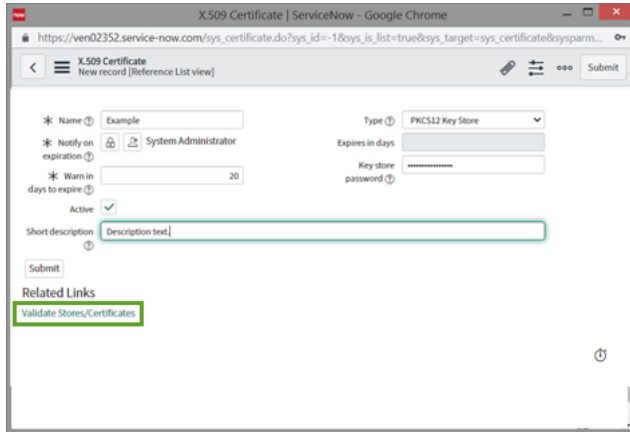 X.509 Certificate | ServiceNow - Google Chrome
https://ven02352.service-now.com/sys_certificate.do?sys_id=-1&sys_is_list=true&sys_target=sys_certificate&sysparm...
X.509 Certificate
New record [Reference List view]
Submit
Name Example
Type PKCS12 Key Store
Notify on expiration System Administrator
Expires in days
Key store password ••••••••••••••••
Warn in days to expire 20
Active
Short description Description text.
Submit
Related Links
Validate Stores/Certificates